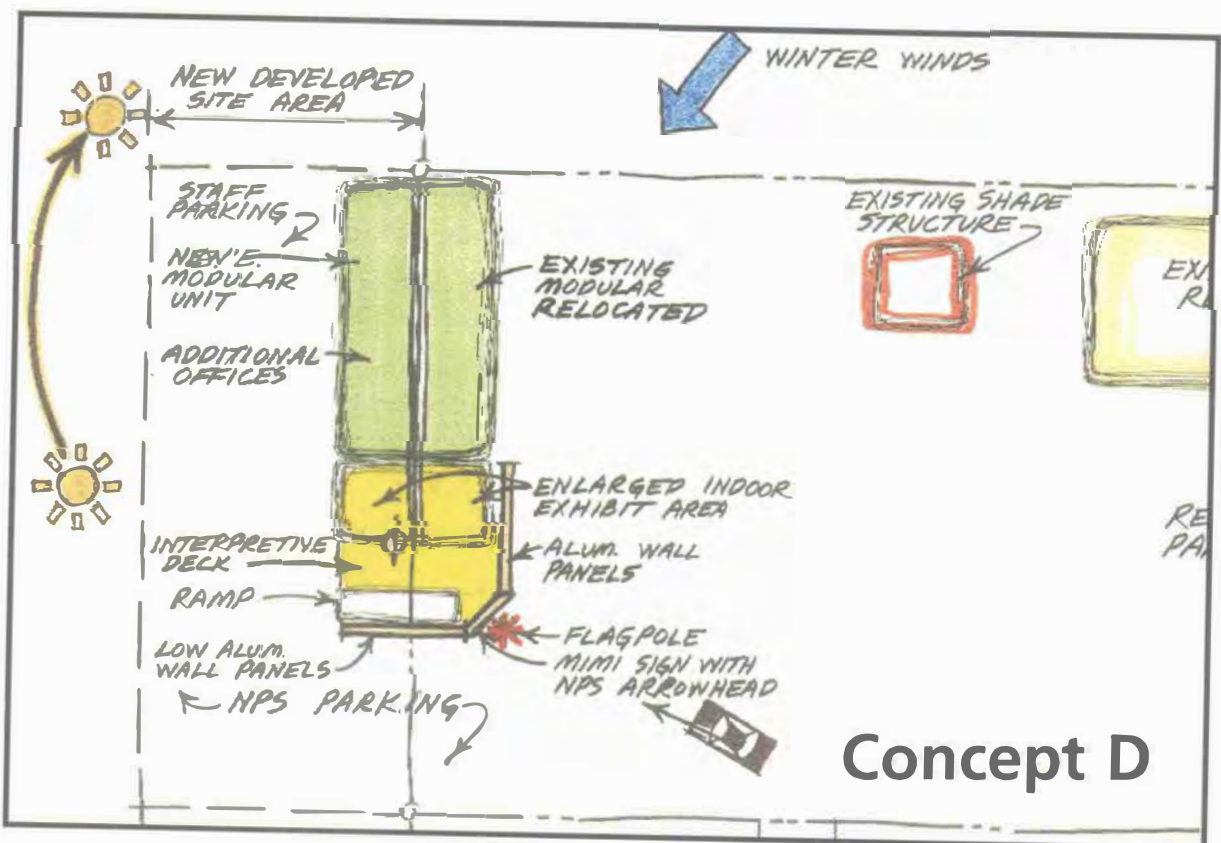 WINTER WINDS
NEW DEVELOPED
SITE AREA
STAFF
PARKING
EXISTING SHADE
STRUCTURE
NEW'E.
MODULAR
UNIT
EXISTING
MODULAR
RELOCATED
ADDITIONAL
OFFICES
ENLARGED INDOOR
EXHIBIT AREA
INTERPRETIVE
DECK
ALUM. WALL
PANELS
RAMP
FLAGPOLE
LOW ALUM.
WALL PANELS
MIMI SIGN WITH
NPS ARROWHEAD
NPS PARKING
Concept D